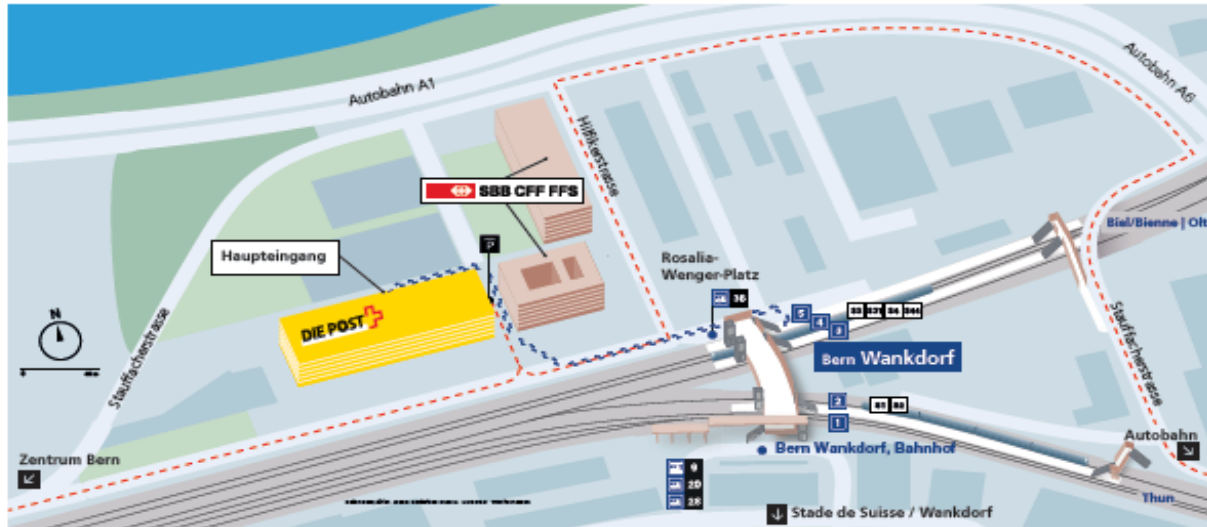 Autobahn A1
Autobahn A6
Hilfikerstrasse
SBB CFF FFS
Biel/Bienne | Olt
P
Haupteingang
Rosalia-
Wenger-Platz
N
16
DIE POST
5
4
3
Bern Wankdorf
Stauffacherstrasse
Stauffacherstrasse
2
1
Autobahn
Zentrum Bern
Bern Wankdorf, Bahnhof
9
20
28
Thun
Stade de Suisse / Wankdorf